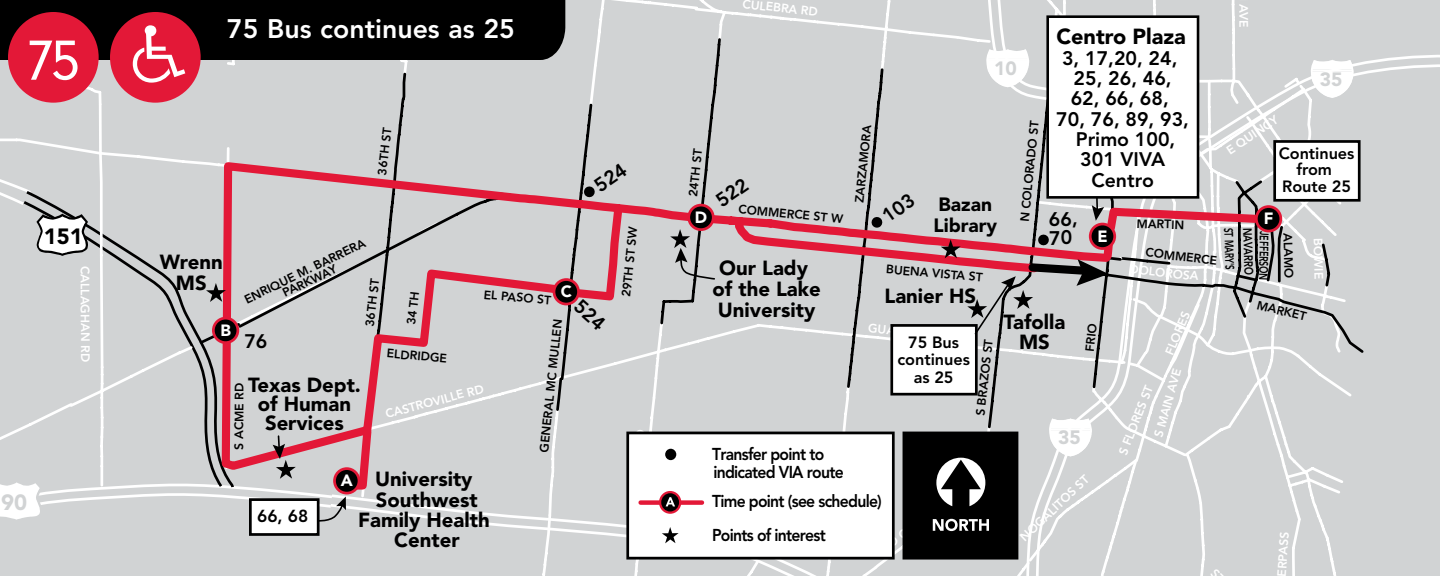 75
75 Bus continues as 25
CULEBRA RD
AVE
10
35
Centro Plaza
3, 17,20, 24,
25, 26, 46,
62, 66, 68,
70, 76, 89, 93,
Primo 100,
301 VIVA
Centro
E QUINCY
Continues
from
Route 25
36TH ST
524
24TH ST
522
ZARZAMORA
103
N COLORADO ST
COMMERCE ST W
Bazan
Library
66,
70
D
E
F
MARTIN
COMMERCE
DOLOROSA
ST MARY'S
NAVARRO
JEFFERSON
ALAMO
BOWIE
MARKET
151
CALLAGHAN RD
Wrenn
MS
ENRIQUE M. BARRERA
PARKWAY
B
76
36TH ST
34 TH
ELDRIDGE
EL PASO ST
C
524
29TH ST SW
Our Lady
of the Lake
University
BUENA VISTA ST
Lanier HS
Tafolla
MS
75 Bus
continues
as 25
S BRAZOS ST
FRIO
GU
FLORES
S FLORES ST
S MAIN AVE
S ACME RD
Texas Dept.
of Human
Services
CASTROVILLE RD
GENERAL MC MULLEN
A
University
Southwest
Family Health
Center
66, 68
90
35
NOGALITOS ST
ERPASS
Transfer point to
indicated VIA route
A
Time point (see schedule)
Points of interest
NORTH